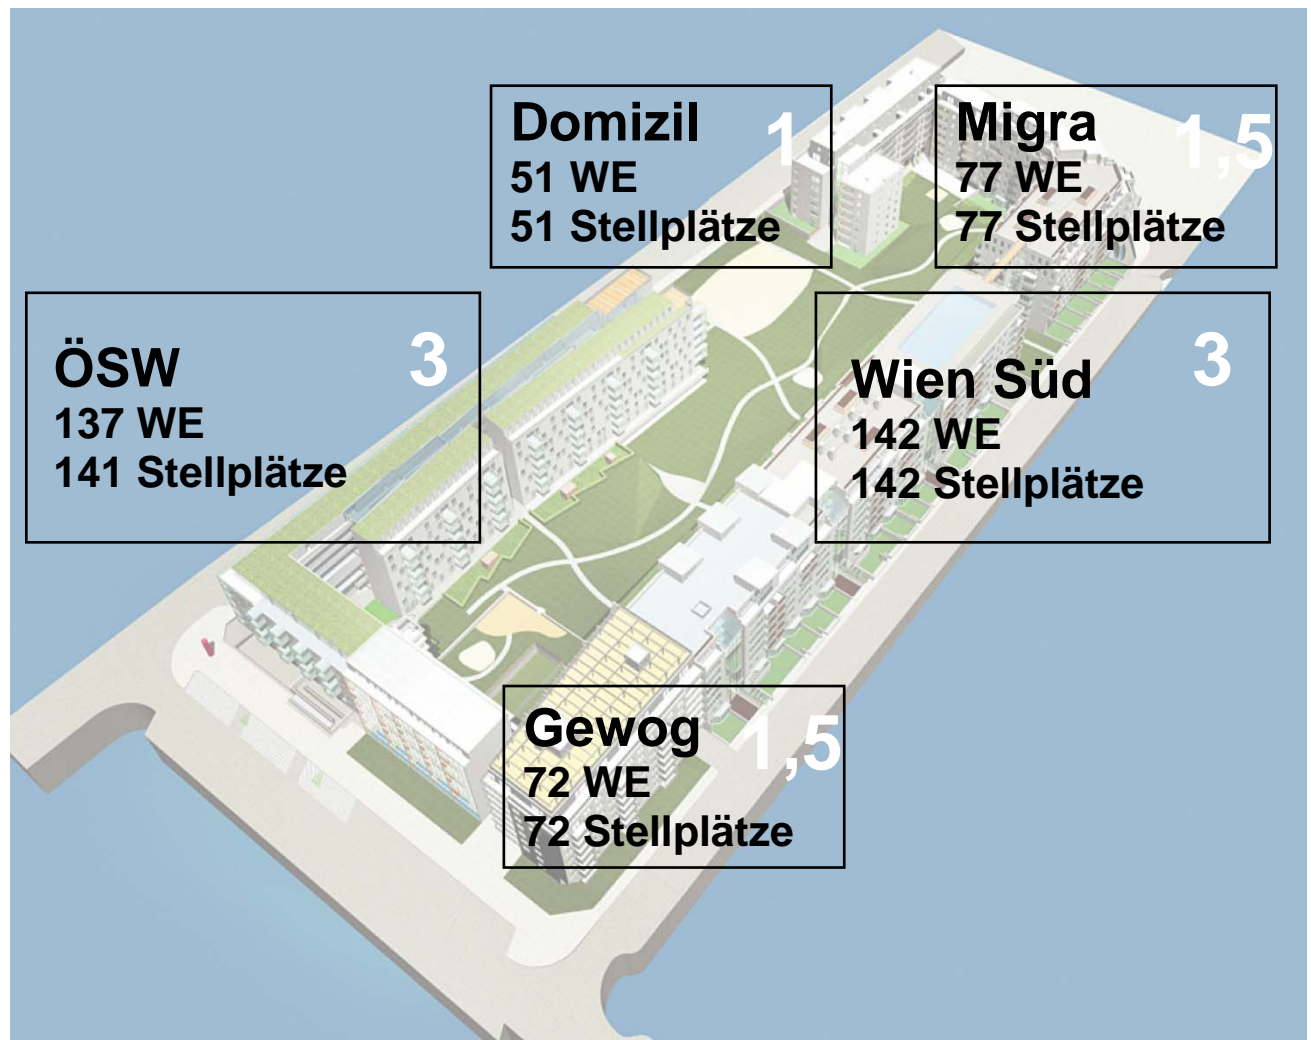 Domizil 1
51 WE
51 Stellplätze
Migra 1,5
77 WE
77 Stellplätze
ÖSW 3
137 WE
141 Stellplätze
Wien Süd 3
142 WE
142 Stellplätze
Gewog 1,5
72 WE
72 Stellplätze